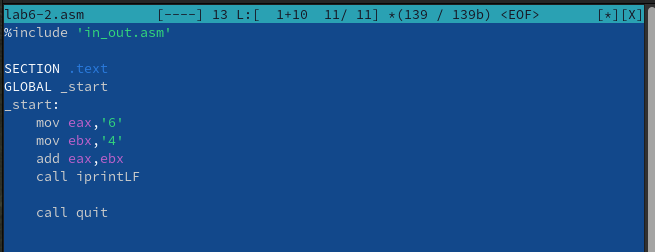 lab6-2.asm [----] 13 L:[ 1+10 11/ 11] *(139 / 139b) <EOF> [*][X]
%include 'in_out.asm'
SECTION .text
GLOBAL _start
_start:
mov eax,'6'
mov ebx,'4'
add eax,ebx
call iprintLF
call quit